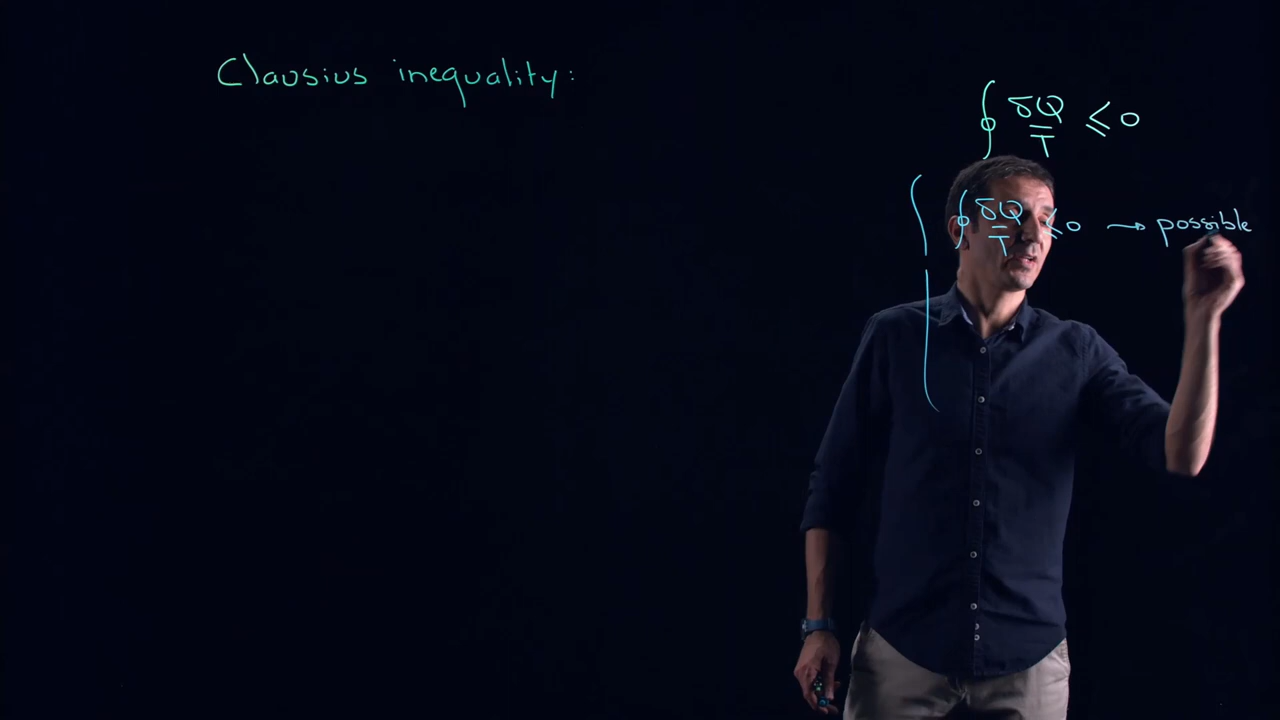 Clausius inequality:
∮ δQ/T ⩽ 0
∮ δQ/T ⩽ 0 → possible